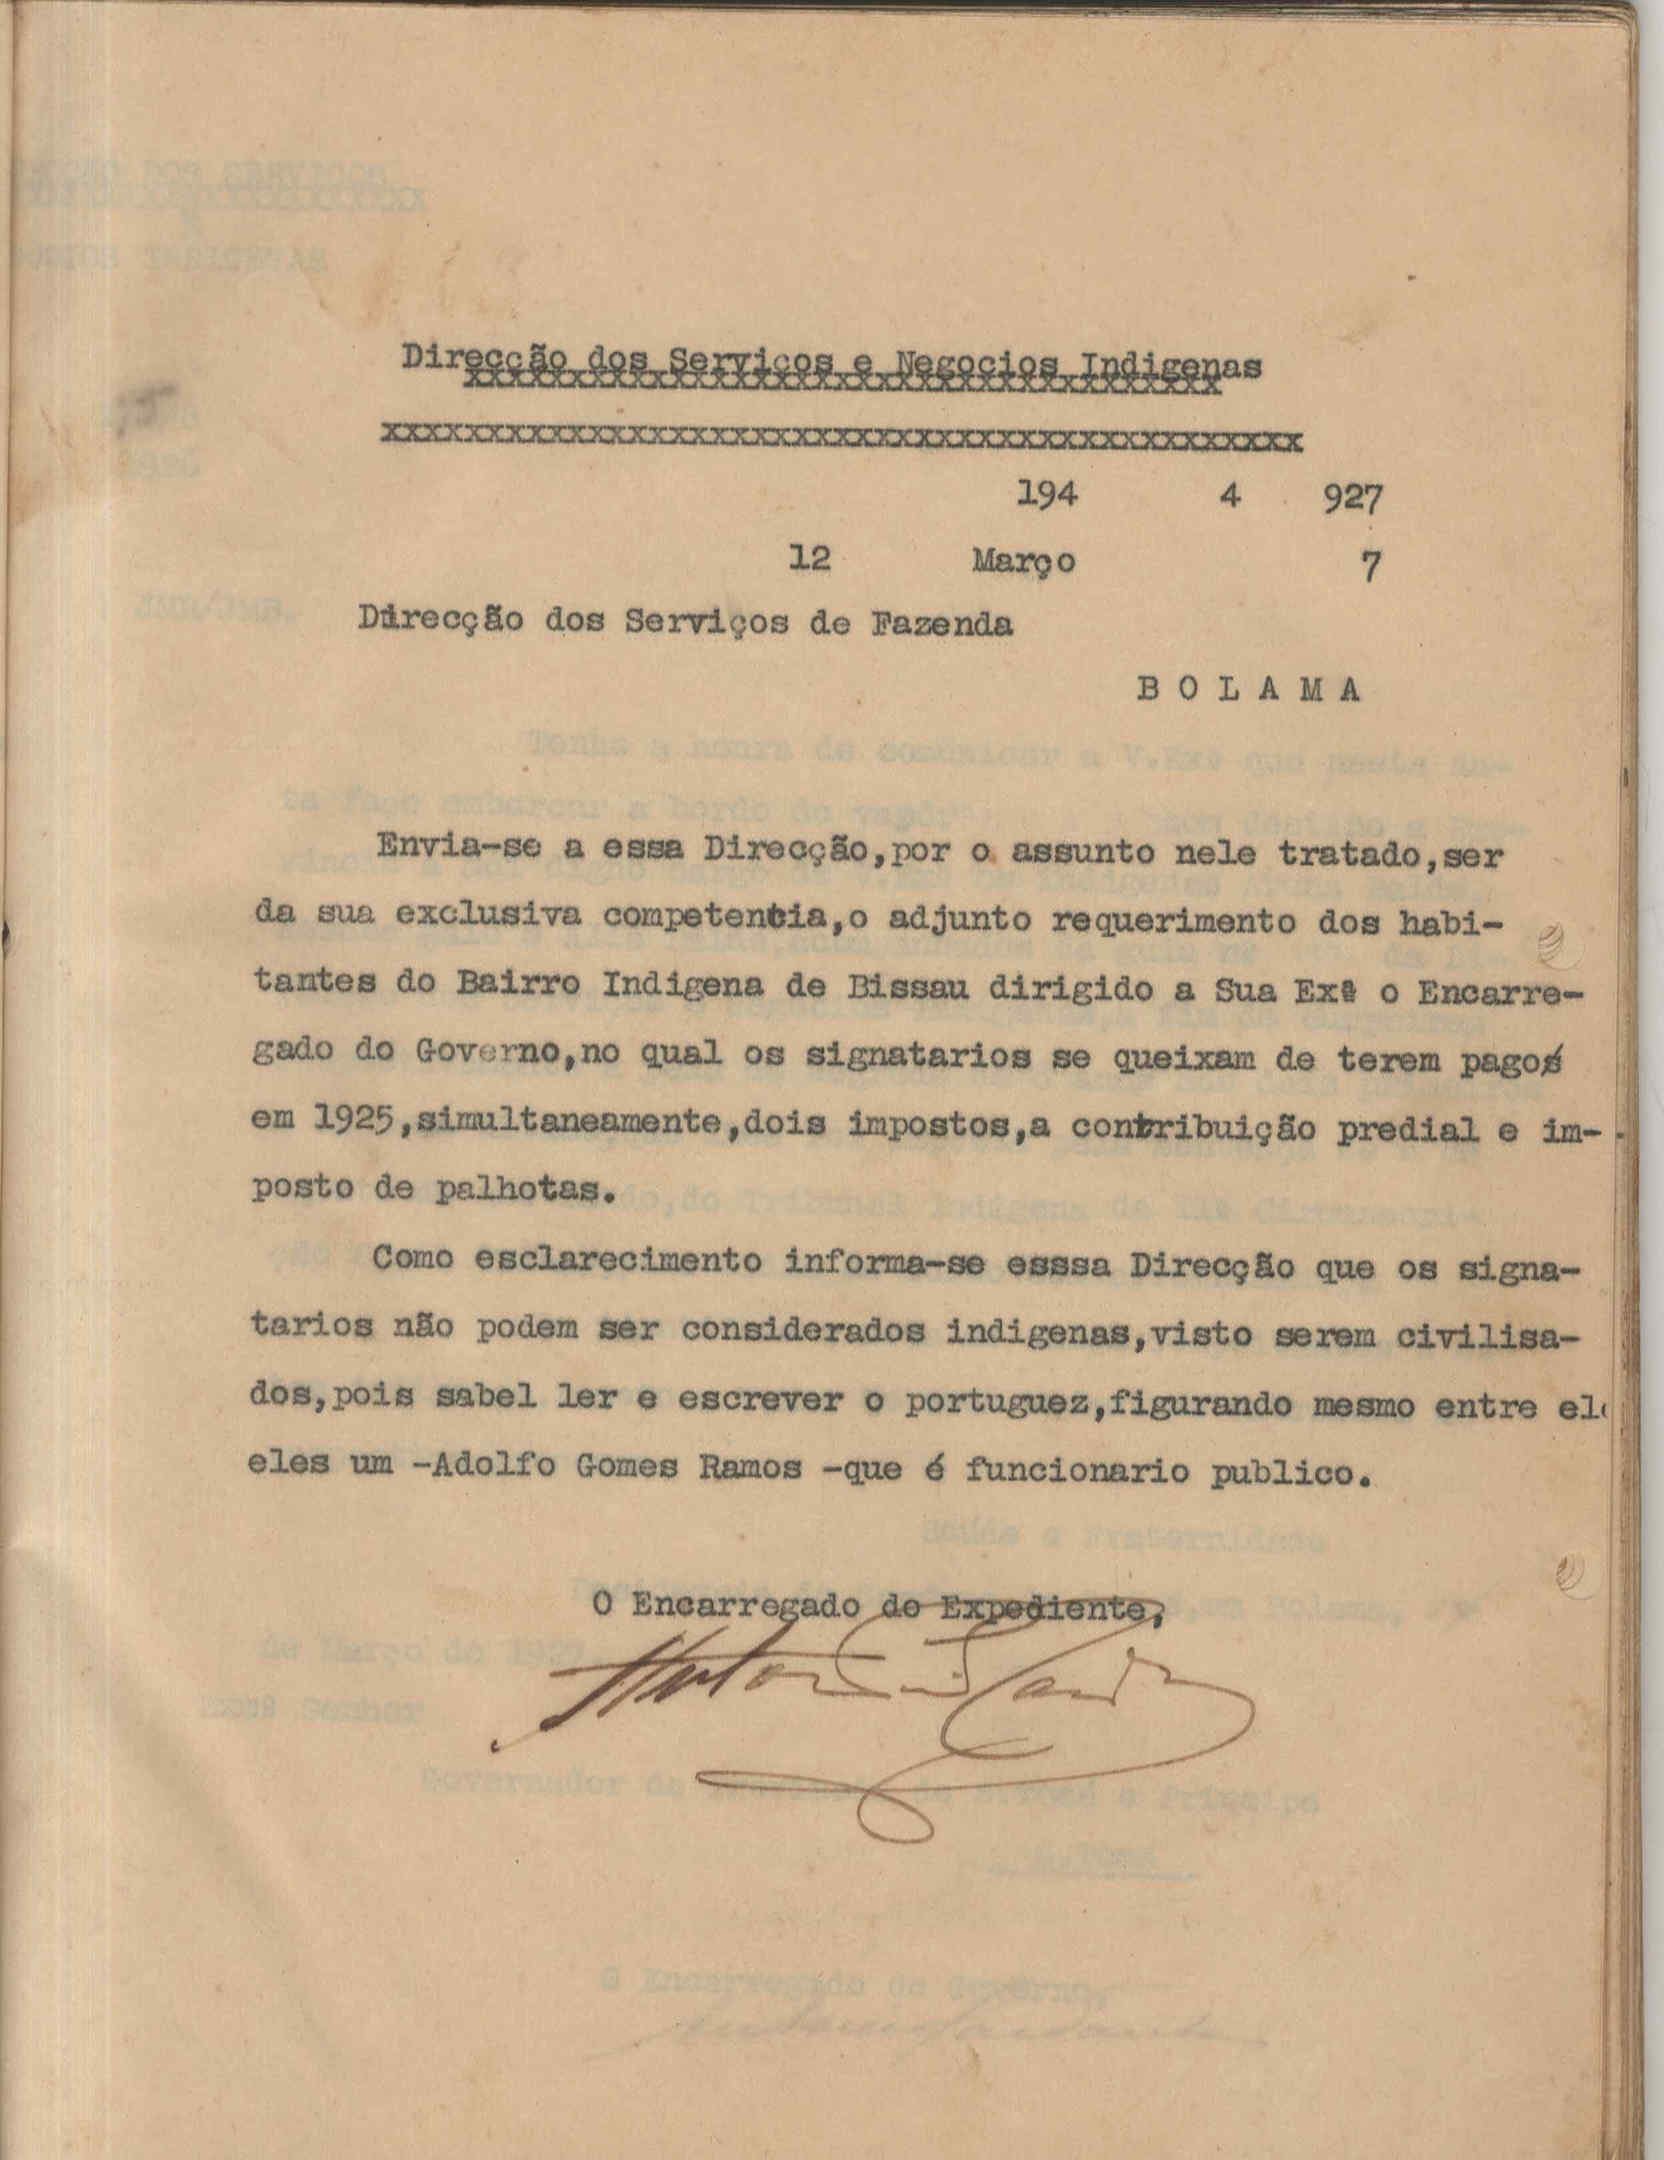 Direcção dos Serviços e Negocios Indigenas
xxxxxxxxxxxxxxxxxxxxxxxxxxxxxxxxxxxxx
xxxxxxxxxxxxxxxxxxxxxxxxxxxxxxxxxxxxxxxxxxxxx
194 4 927
12 Março 7
Direcção dos Serviços de Fazenda
B O L A M A
Envia-se a essa Direcção,por o assunto nele tratado,ser
da sua exclusiva competencia,o adjunto requerimento dos habi-
tantes do Bairro Indigena de Bissau dirigido a Sua Exª o Encarre-
gado do Governo,no qual os signatarios se queixam de terem pagos
em 1925,simultaneamente,dois impostos,a contribuição predial e im-
posto de palhotas.
Como esclarecimento informa-se esssa Direcção que os signa-
tarios não podem ser considerados indigenas,visto serem civilisa-
dos,pois sabel ler e escrever o portuguez,figurando mesmo entre el
eles um -Adolfo Gomes Ramos -que é funcionario publico.
O Encarregado do Expediente,